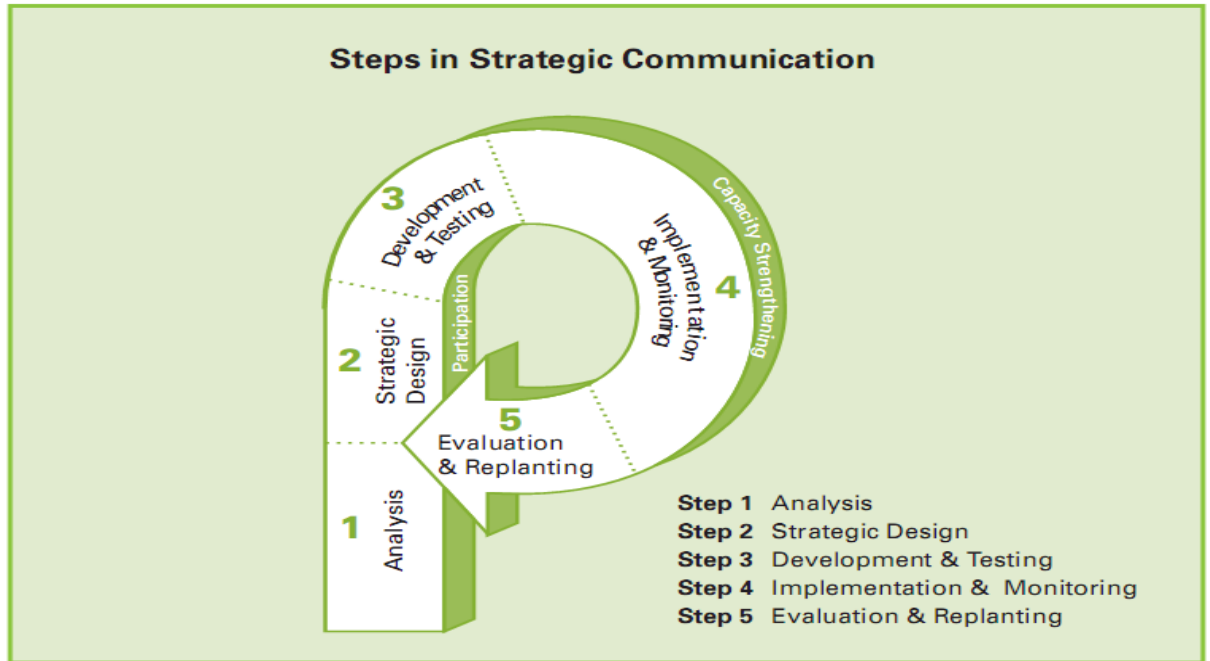 Steps in Strategic Communication
3
Development
& Testing
Capacity Strengthening
Implementation
& Monitoring
4
Participation
2
Strategic
Design
5
Evaluation
& Replanting
1
Analysis
Step 1 Analysis
Step 2 Strategic Design
Step 3 Development & Testing
Step 4 Implementation & Monitoring
Step 5 Evaluation & Replanting